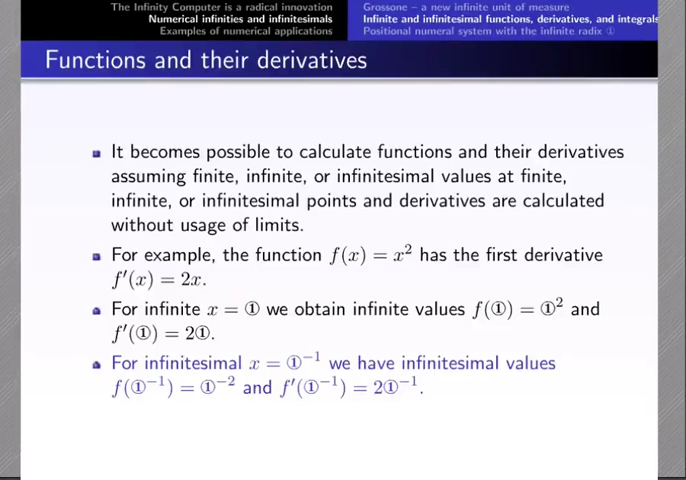 The Infinity Computer is a radical innovation
Numerical infinities and infinitesimals
Examples of numerical applications
Grossone – a new infinite unit of measure
Infinite and infinitesimal functions, derivatives, and integrals
Positional numeral system with the infinite radix ①
Functions and their derivatives
It becomes possible to calculate functions and their derivatives
assuming finite, infinite, or infinitesimal values at finite,
infinite, or infinitesimal points and derivatives are calculated
without usage of limits.
For example, the function f(x) = x² has the first derivative
f′(x) = 2x.
For infinite x = ① we obtain infinite values f(①) = ①² and
f′(①) = 2①.
For infinitesimal x = ①⁻¹ we have infinitesimal values
f(①⁻¹) = ①⁻² and f′(①⁻¹) = 2①⁻¹.